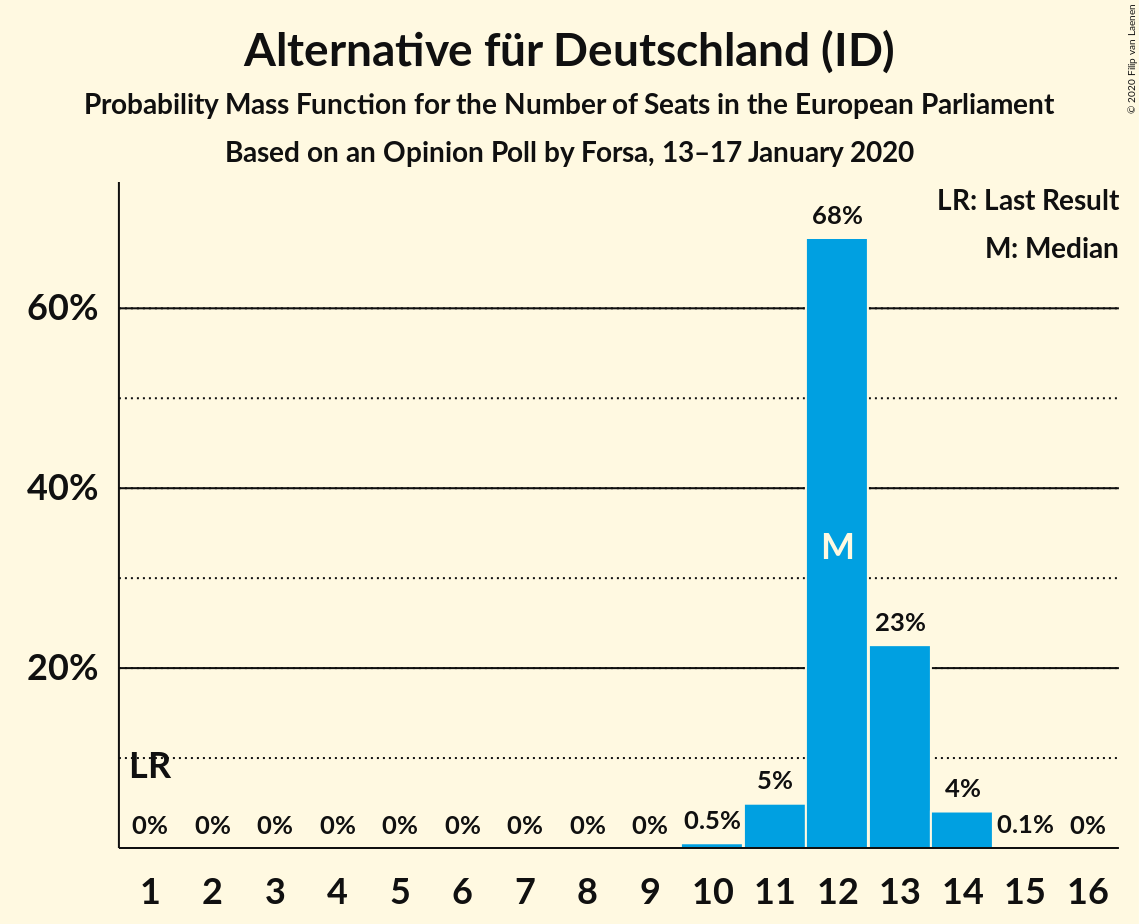 Alternative für Deutschland (ID)
Probability Mass Function for the Number of Seats in the European Parliament
Based on an Opinion Poll by Forsa, 13–17 January 2020
© 2020 Filip van Laenen
LR: Last Result
M: Median
68%
60%
40%
M
23%
20%
LR
5%
4%
0% 0% 0% 0% 0% 0% 0% 0% 0% 0.5% 0.1% 0%
1 2 3 4 5 6 7 8 9 10 11 12 13 14 15 16